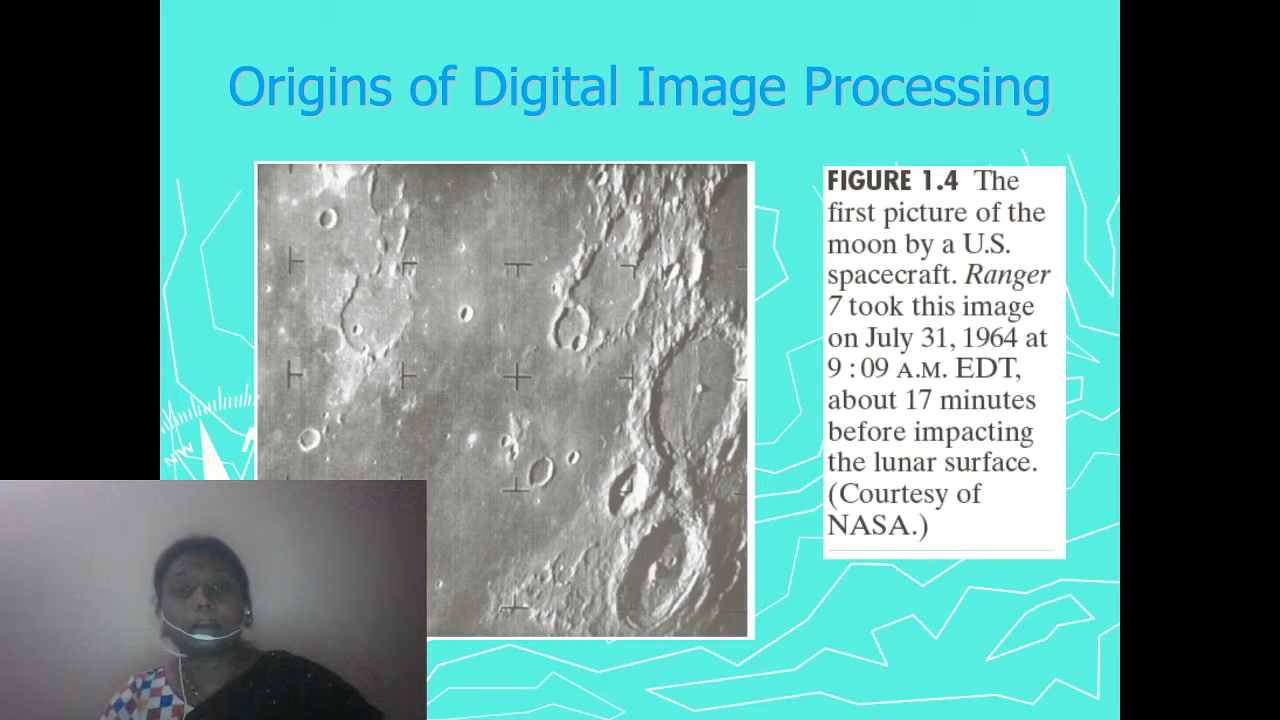 Origins of Digital Image Processing
FIGURE 1.4 The
first picture of the
moon by a U.S.
spacecraft. Ranger
7 took this image
on July 31, 1964 at
9 : 09 A.M. EDT,
about 17 minutes
before impacting
the lunar surface.
(Courtesy of
NASA.)
NW